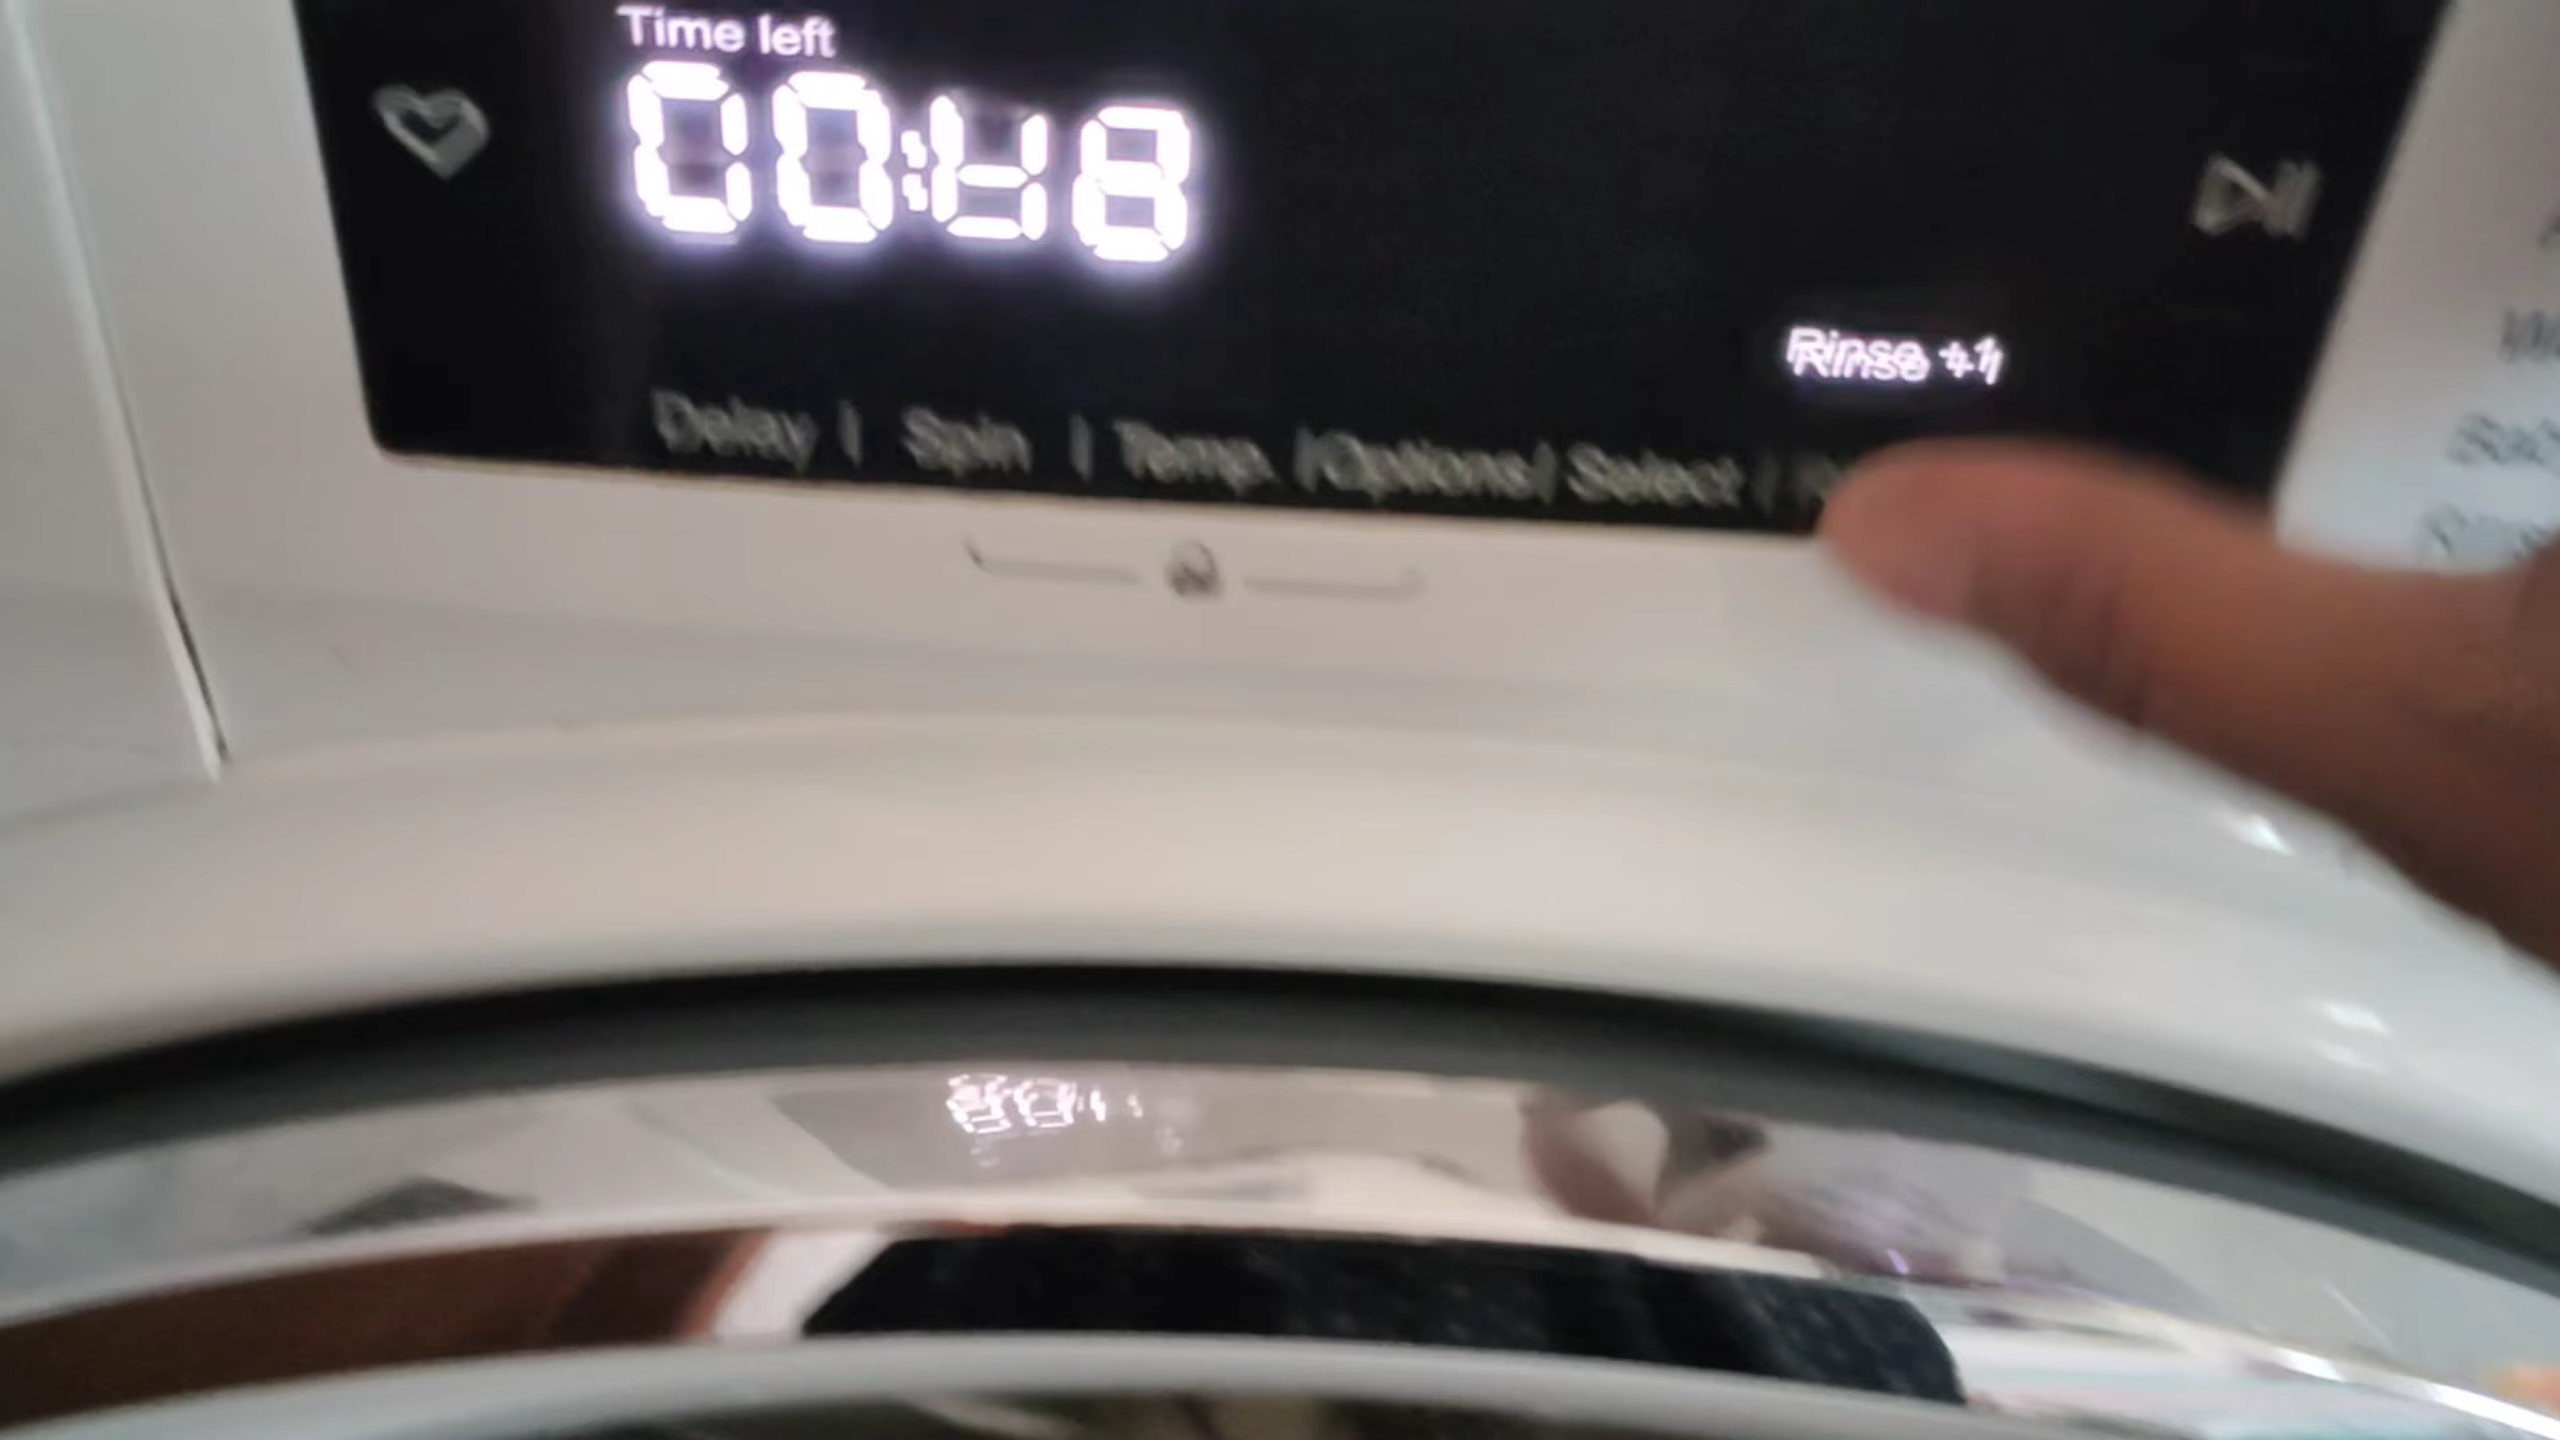 Time left
00:48
Rinse +1
Delay | Spin | Temp. | Options | Select |